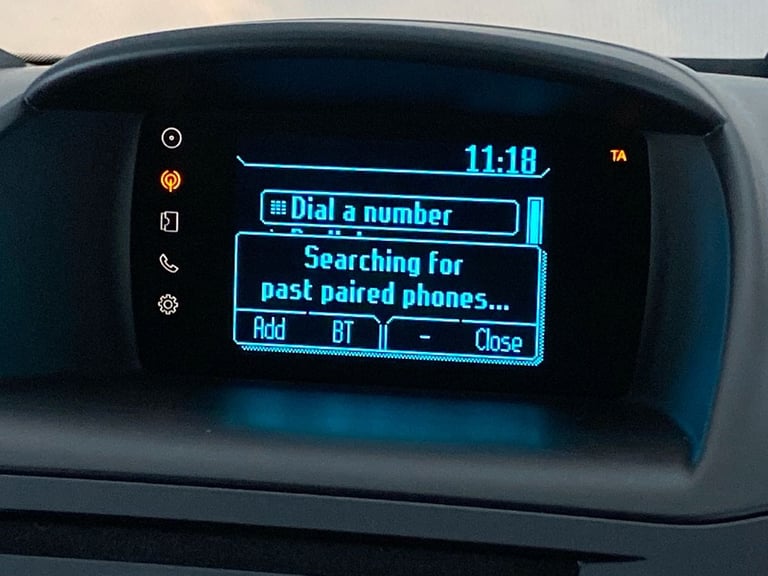 11:18
TA
Dial a number
Searching for
past paired phones...
Add BT - Close